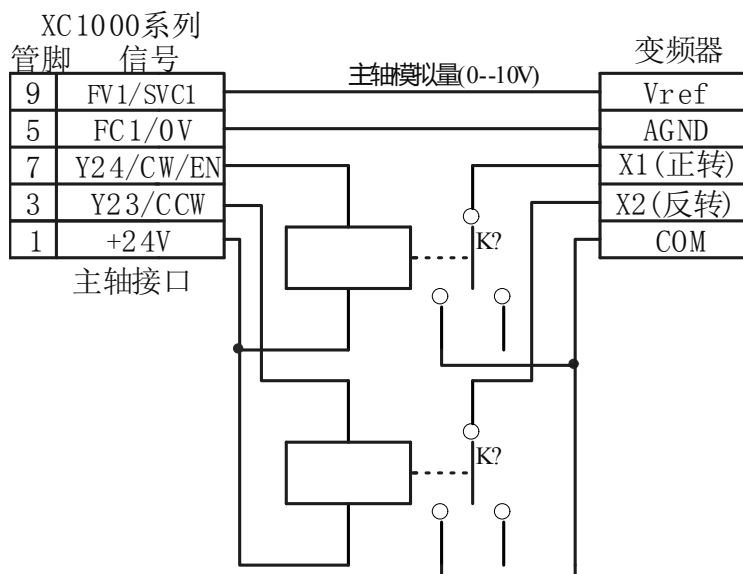 XC1000系列
管脚 信号
变频器
主轴模拟量(0--10V)
9 FV1/SVC1
Vref
5 FC1/0V
AGND
7 Y24/CW/EN
X1(正转)
3 Y23/CCW
X2(反转)
1 +24V
COM
K?
主轴接口
K?